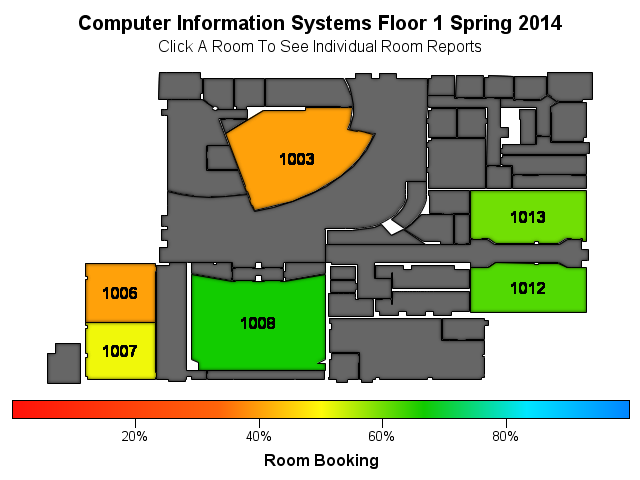 Computer Information Systems Floor 1 Spring 2014
Click A Room To See Individual Room Reports
1003
1013
1012
1006
1008
1007
20% 40% 60% 80%
Room Booking